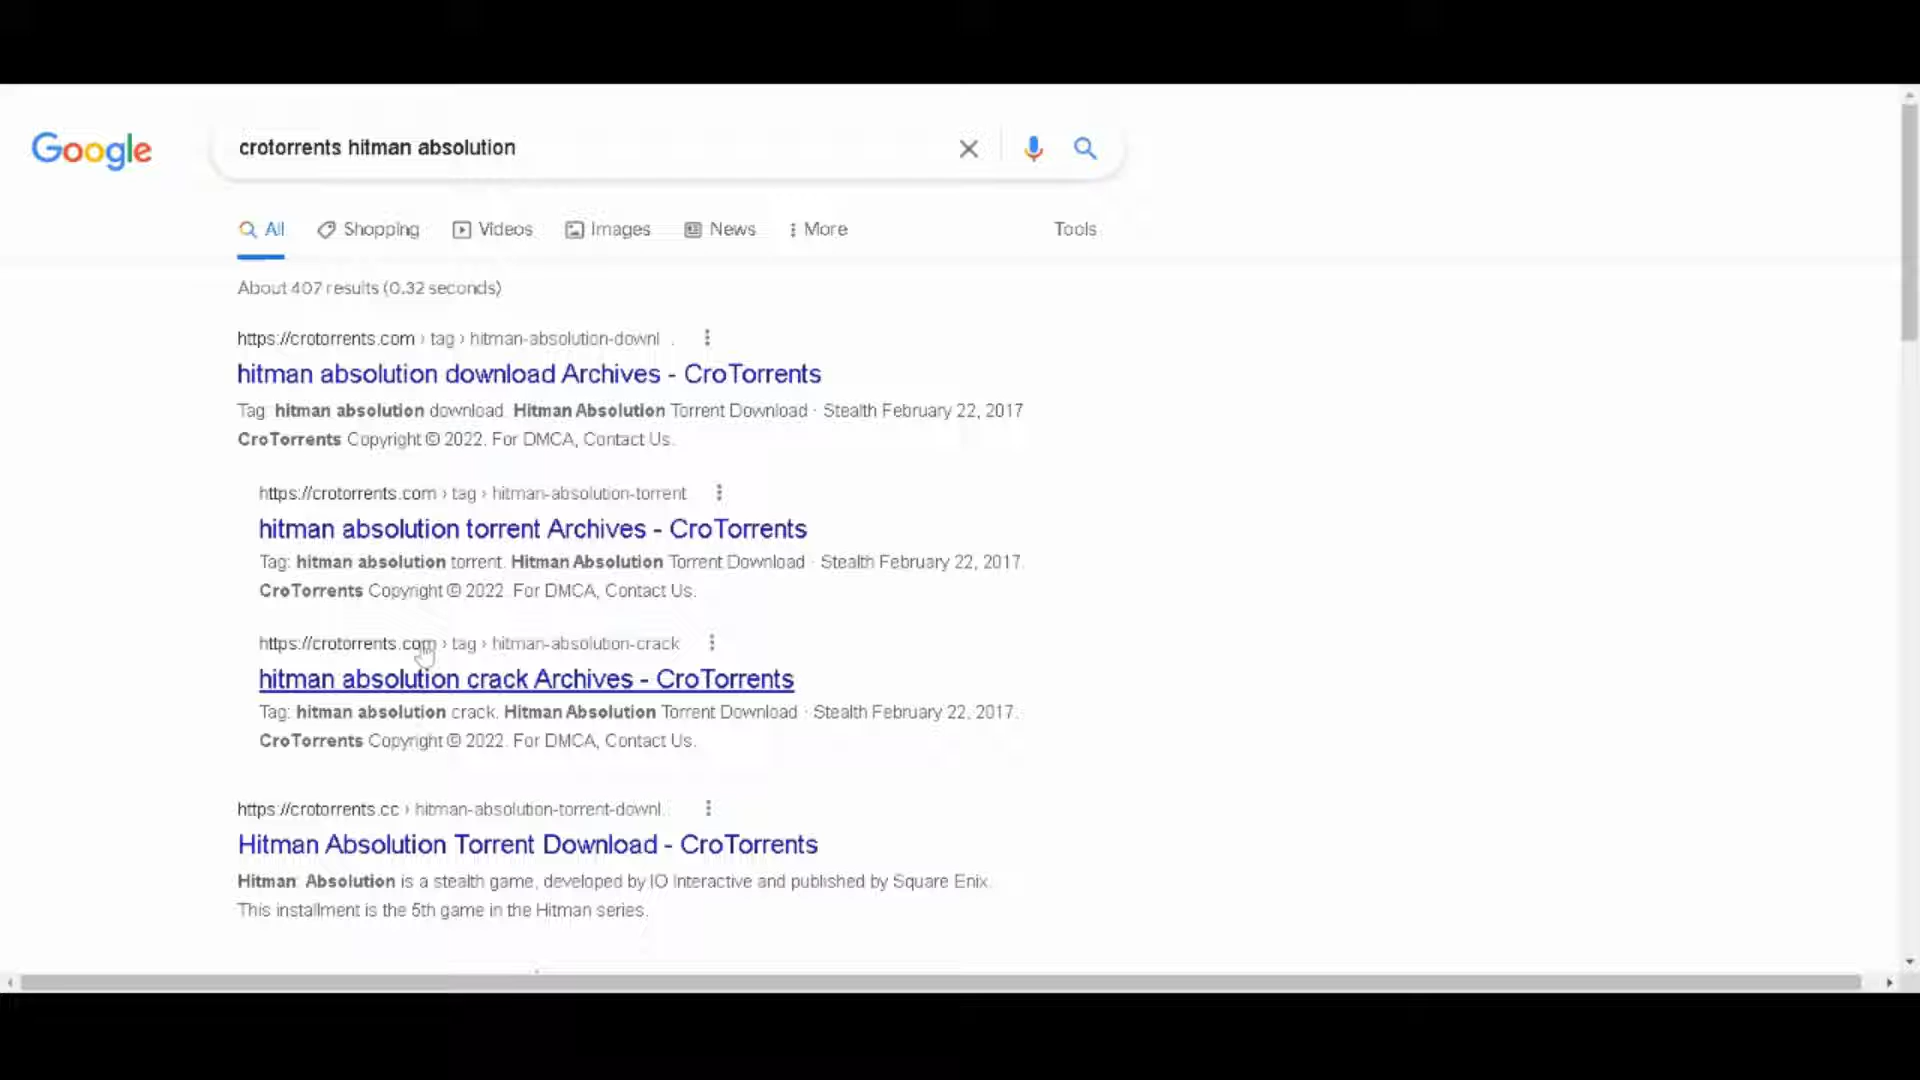 Google
crotorrents hitman absolution
All Shopping Videos Images News More Tools
About 407 results (0.32 seconds)
https://crotorrents.com › tag › hitman-absolution-downl .
hitman absolution download Archives - CroTorrents
Tag: hitman absolution download. Hitman Absolution Torrent Download · Stealth February 22, 2017
CroTorrents Copyright © 2022. For DMCA, Contact Us.
https://crotorrents.com › tag › hitman-absolution-torrent
hitman absolution torrent Archives - CroTorrents
Tag: hitman absolution torrent. Hitman Absolution Torrent Download · Stealth February 22, 2017.
CroTorrents Copyright © 2022. For DMCA, Contact Us.
https://crotorrents.com › tag › hitman-absolution-crack
hitman absolution crack Archives - CroTorrents
Tag: hitman absolution crack. Hitman Absolution Torrent Download · Stealth February 22, 2017.
CroTorrents Copyright © 2022. For DMCA, Contact Us.
https://crotorrents.cc › hitman-absolution-torrent-downl.
Hitman Absolution Torrent Download - CroTorrents
Hitman: Absolution is a stealth game, developed by IO Interactive and published by Square Enix.
This installment is the 5th game in the Hitman series.